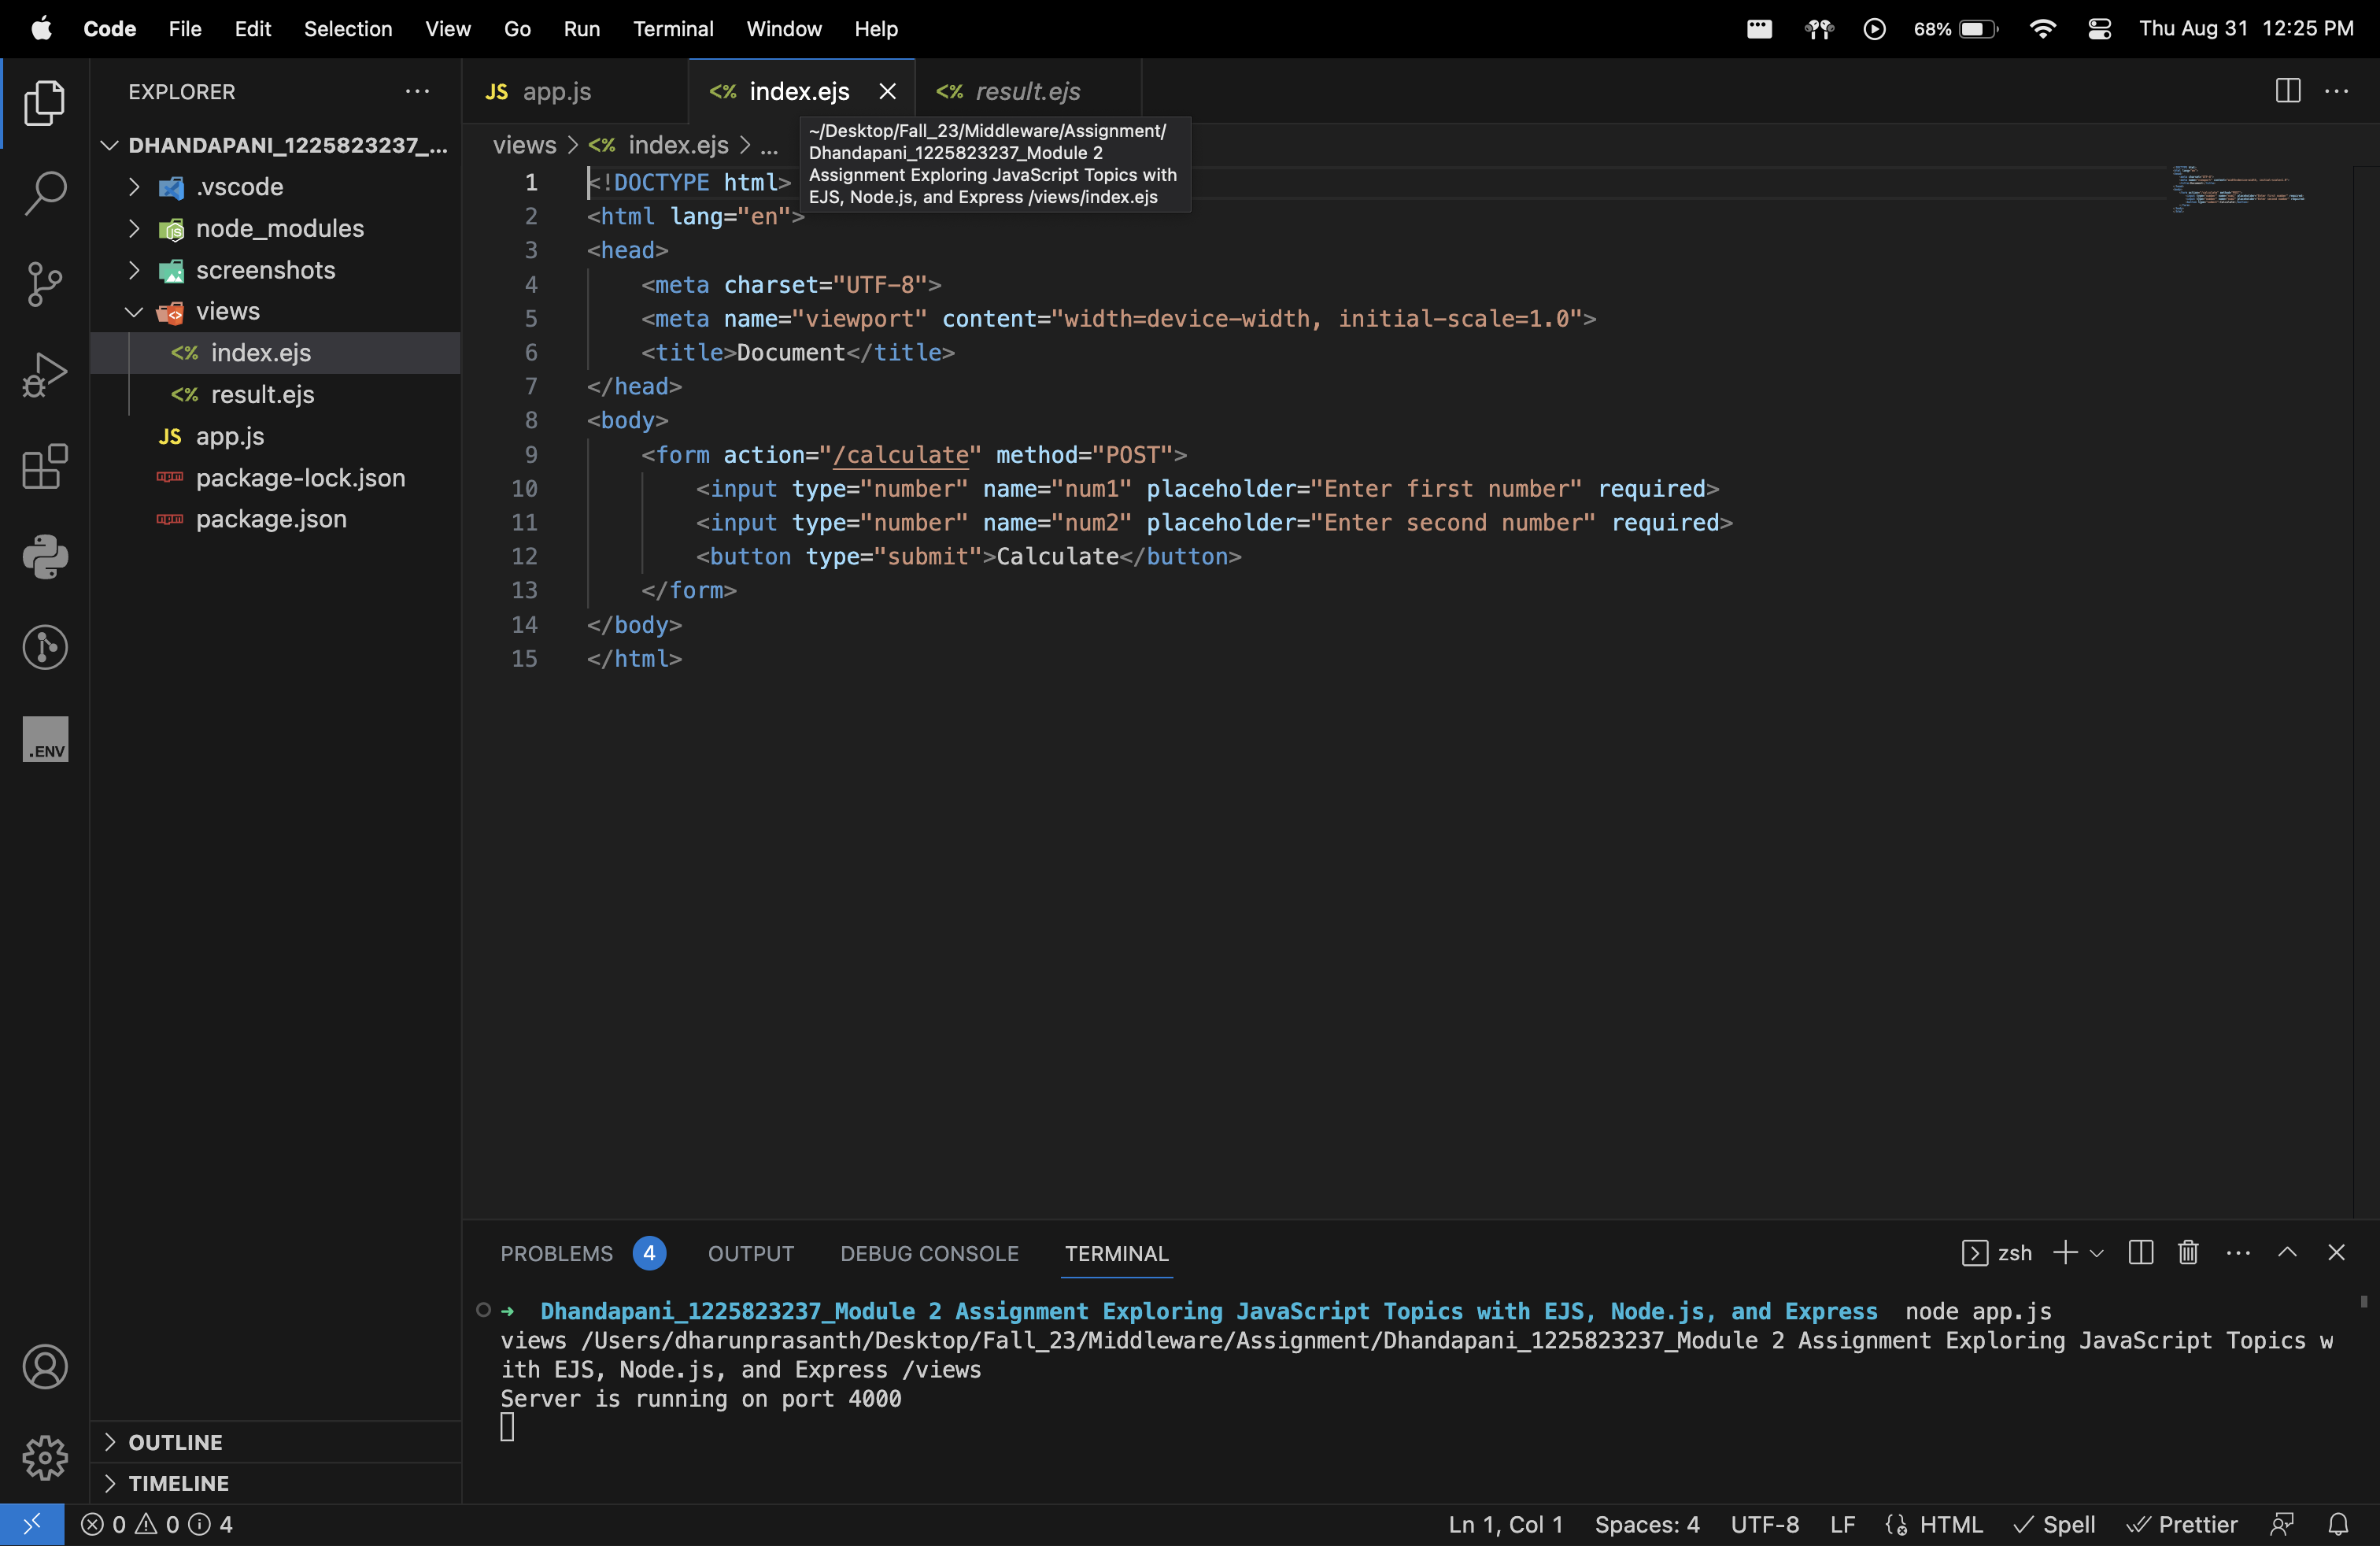 Code File Edit Selection View Go Run Terminal Window Help 68% Thu Aug 31 12:25 PM
EXPLORER
DHANDAPANI_1225823237_...
.vscode
node_modules
screenshots
views
<% index.ejs
<% result.ejs
JS app.js
package-lock.json
package.json
.ENV
OUTLINE
TIMELINE
JS app.js <% index.ejs <% result.ejs
views > <% index.ejs > ...
~/Desktop/Fall_23/Middleware/Assignment/
Dhandapani_1225823237_Module 2
Assignment Exploring JavaScript Topics with
EJS, Node.js, and Express /views/index.ejs
1 <!DOCTYPE html>
2 <html lang="en">
3 <head>
4 <meta charset="UTF-8">
5 <meta name="viewport" content="width=device-width, initial-scale=1.0">
6 <title>Document</title>
7 </head>
8 <body>
9 <form action="/calculate" method="POST">
10 <input type="number" name="num1" placeholder="Enter first number" required>
11 <input type="number" name="num2" placeholder="Enter second number" required>
12 <button type="submit">Calculate</button>
13 </form>
14 </body>
15 </html>
PROBLEMS 4 OUTPUT DEBUG CONSOLE TERMINAL zsh
➜ Dhandapani_1225823237_Module 2 Assignment Exploring JavaScript Topics with EJS, Node.js, and Express node app.js
views /Users/dharunprasanth/Desktop/Fall_23/Middleware/Assignment/Dhandapani_1225823237_Module 2 Assignment Exploring JavaScript Topics w
ith EJS, Node.js, and Express /views
Server is running on port 4000
0 0 4 Ln 1, Col 1 Spaces: 4 UTF-8 LF HTML Spell Prettier